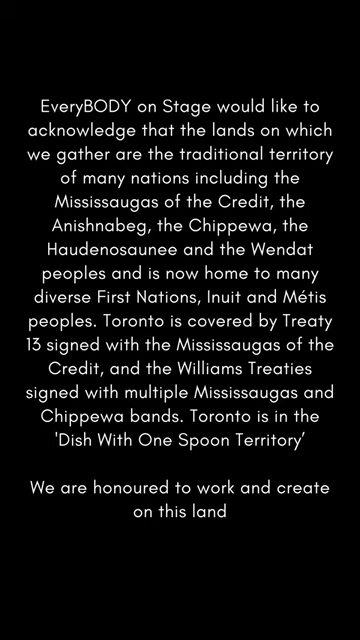 EveryBODY on Stage would like to
acknowledge that the lands on which
we gather are the traditional territory
of many nations including the
Mississaugas of the Credit, the
Anishnabeg, the Chippewa, the
Haudenosaunee and the Wendat
peoples and is now home to many
diverse First Nations, Inuit and Métis
peoples. Toronto is covered by Treaty
13 signed with the Mississaugas of the
Credit, and the Williams Treaties
signed with multiple Mississaugas and
Chippewa bands. Toronto is in the
'Dish With One Spoon Territory’
We are honoured to work and create
on this land